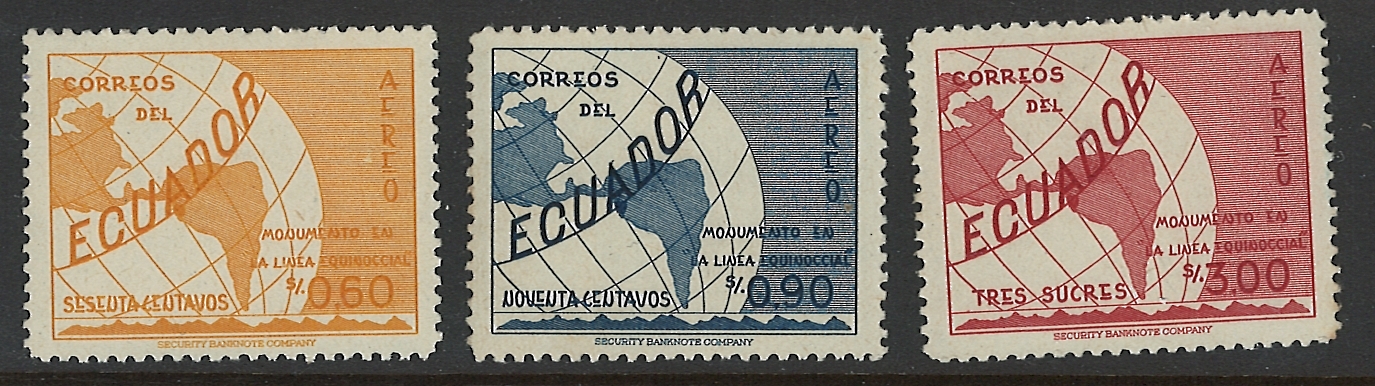 CORREOS
DEL
ECUADOR
AEREO
MONUMENTO EN
LA LINEA EQUINOCCIAL
S/. 0.60
SESENTA CENTAVOS
SECURITY BANKNOTE COMPANY
CORREOS
DEL
ECUADOR
AEREO
MONUMENTO EN
LA LINEA EQUINOCCIAL
S/. 0.90
NOVENTA CENTAVOS
SECURITY BANKNOTE COMPANY
CORREOS
DEL
ECUADOR
AEREO
MONUMENTO EN
LA LINEA EQUINOCCIAL
S/. 3.00
TRES SUCRES
SECURITY BANKNOTE COMPANY